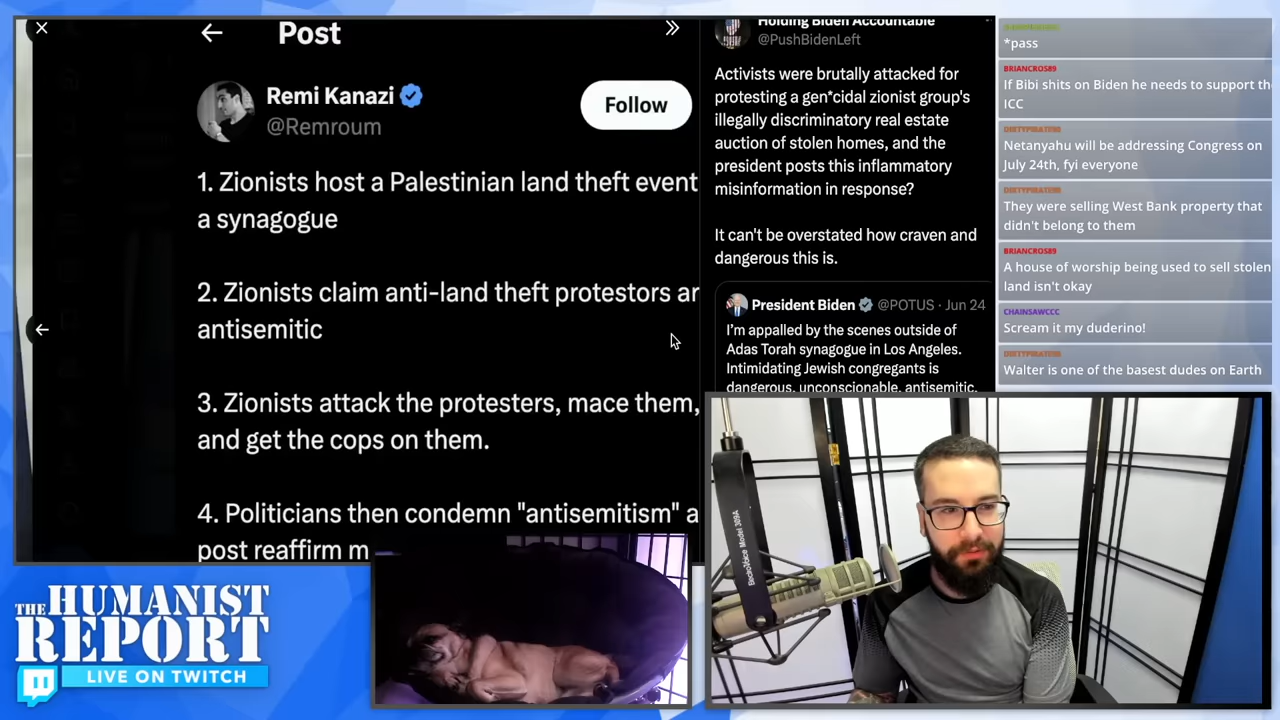 Post
Remi Kanazi
@Remroum
Follow
1. Zionists host a Palestinian land theft event
a synagogue
2. Zionists claim anti-land theft protestors ar
antisemitic
3. Zionists attack the protesters, mace them,
and get the cops on them.
4. Politicians then condemn "antisemitism" a
post reaffirm m
Holding Biden Accountable
@PushBidenLeft
Activists were brutally attacked for
protesting a gen*cidal zionist group's
illegally discriminatory real estate
auction of stolen homes, and the
president posts this inflammatory
misinformation in response?
It can't be overstated how craven and
dangerous this is.
President Biden @POTUS · Jun 24
I'm appalled by the scenes outside of
Adas Torah synagogue in Los Angeles.
Intimidating Jewish congregants is
dangerous, unconscionable, antisemitic,
*pass
BRIANCROS89
If Bibi shits on Biden he needs to support the
ICC
Netanyahu will be addressing Congress on
July 24th, fyi everyone
They were selling West Bank property that
didn't belong to them
BRIANCROS89
A house of worship being used to sell stolen
land isn't okay
CHAINSAWCCC
Scream it my duderino!
Walter is one of the basest dudes on Earth
THE HUMANIST
REPORT
LIVE ON TWITCH
ElectroVoice Model 309A